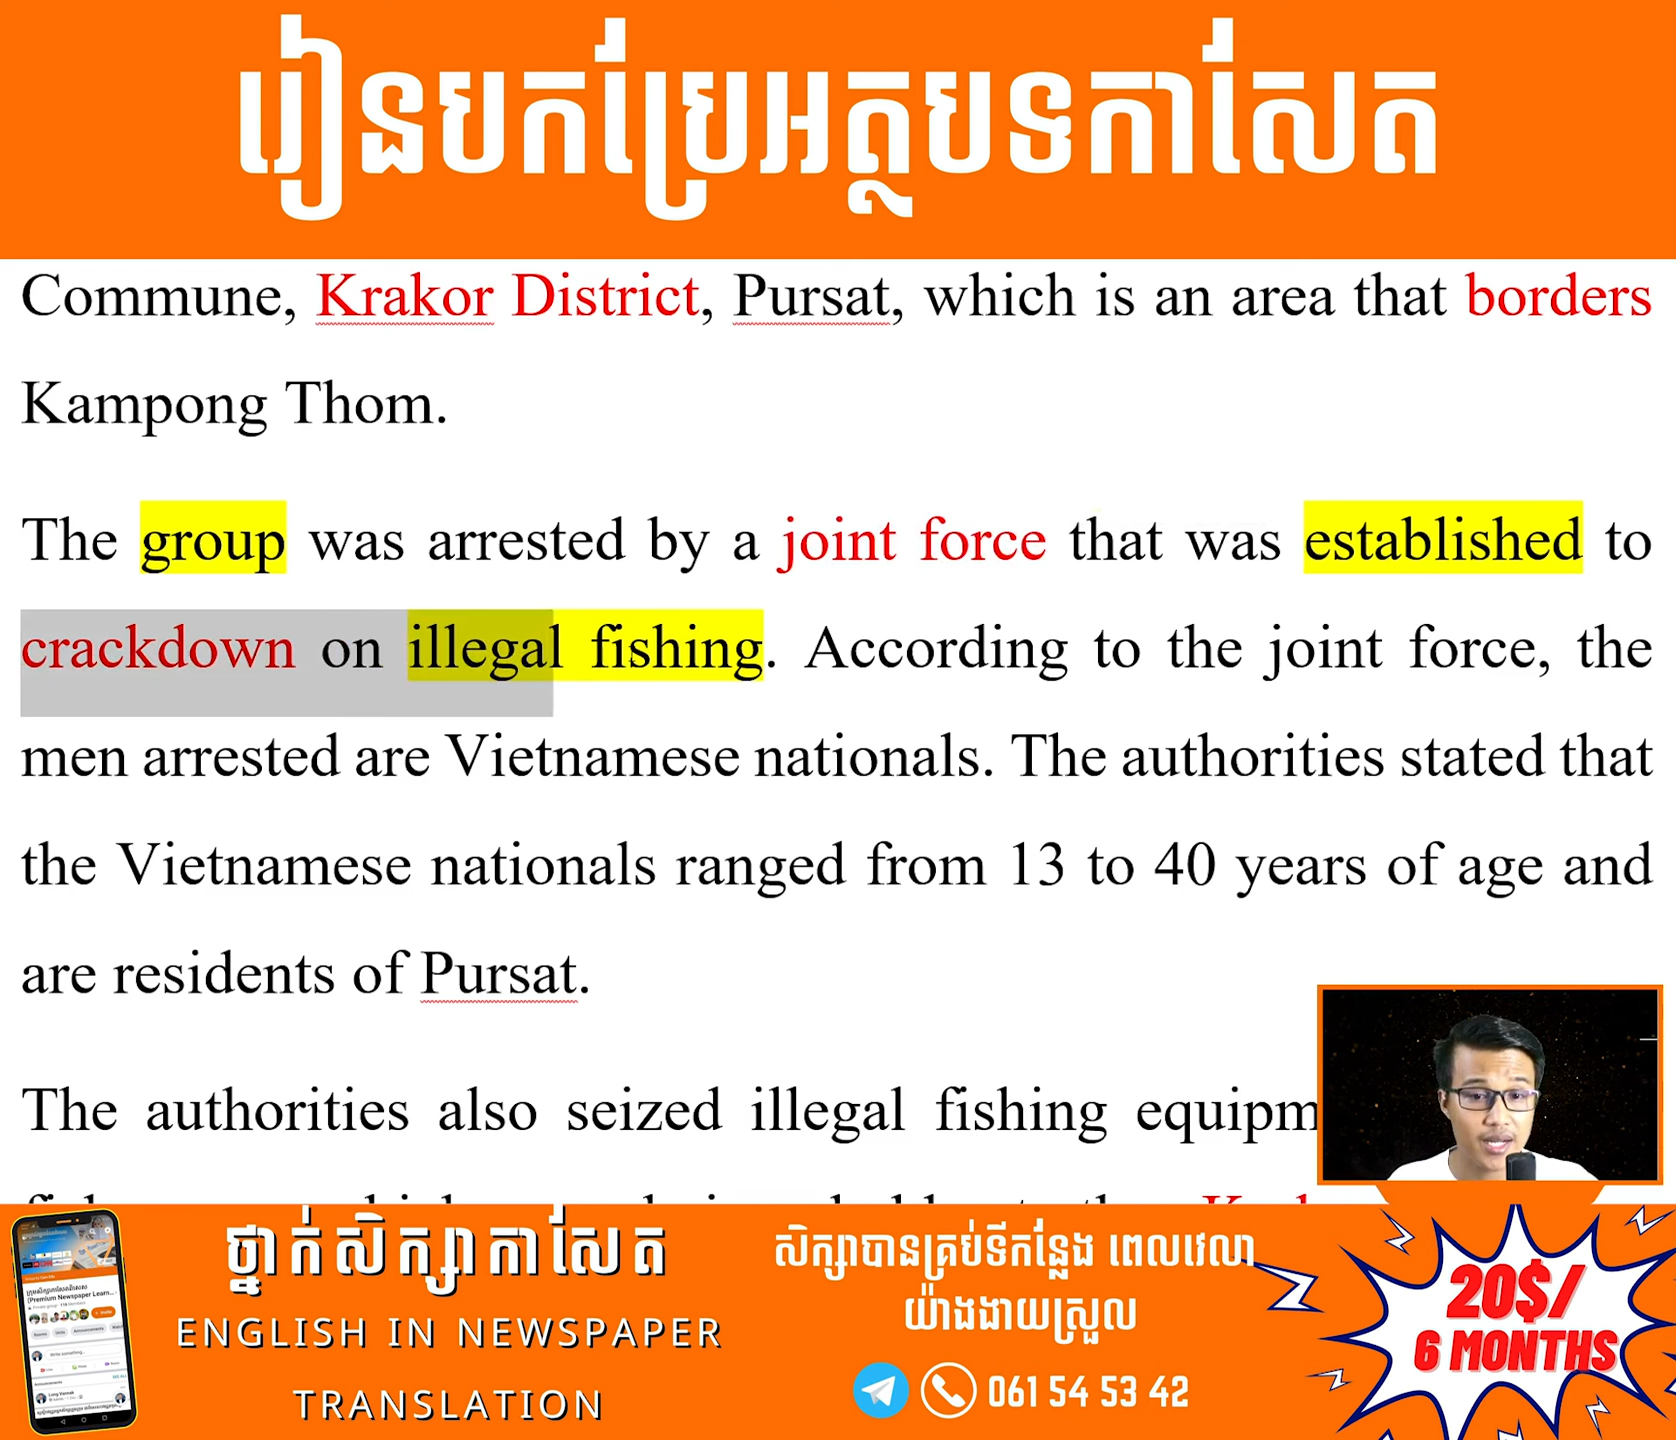 រៀនបកប្រែអត្ថបទកាសែត
Commune, Krakor District, Pursat, which is an area that borders
Kampong Thom.
The group was arrested by a joint force that was established to
crackdown on illegal fishing. According to the joint force, the
men arrested are Vietnamese nationals. The authorities stated that
the Vietnamese nationals ranged from 13 to 40 years of age and
are residents of Pursat.
The authorities also seized illegal fishing equipm
ថ្នាក់សិក្សាកាសែត
ENGLISH IN NEWSPAPER
TRANSLATION
សិក្សាបានគ្រប់ទីកន្លែង ពេលវេលា
យ៉ាងងាយស្រួល
061 54 53 42
20$/
6 MONTHS
(Premium Newspaper Learn...